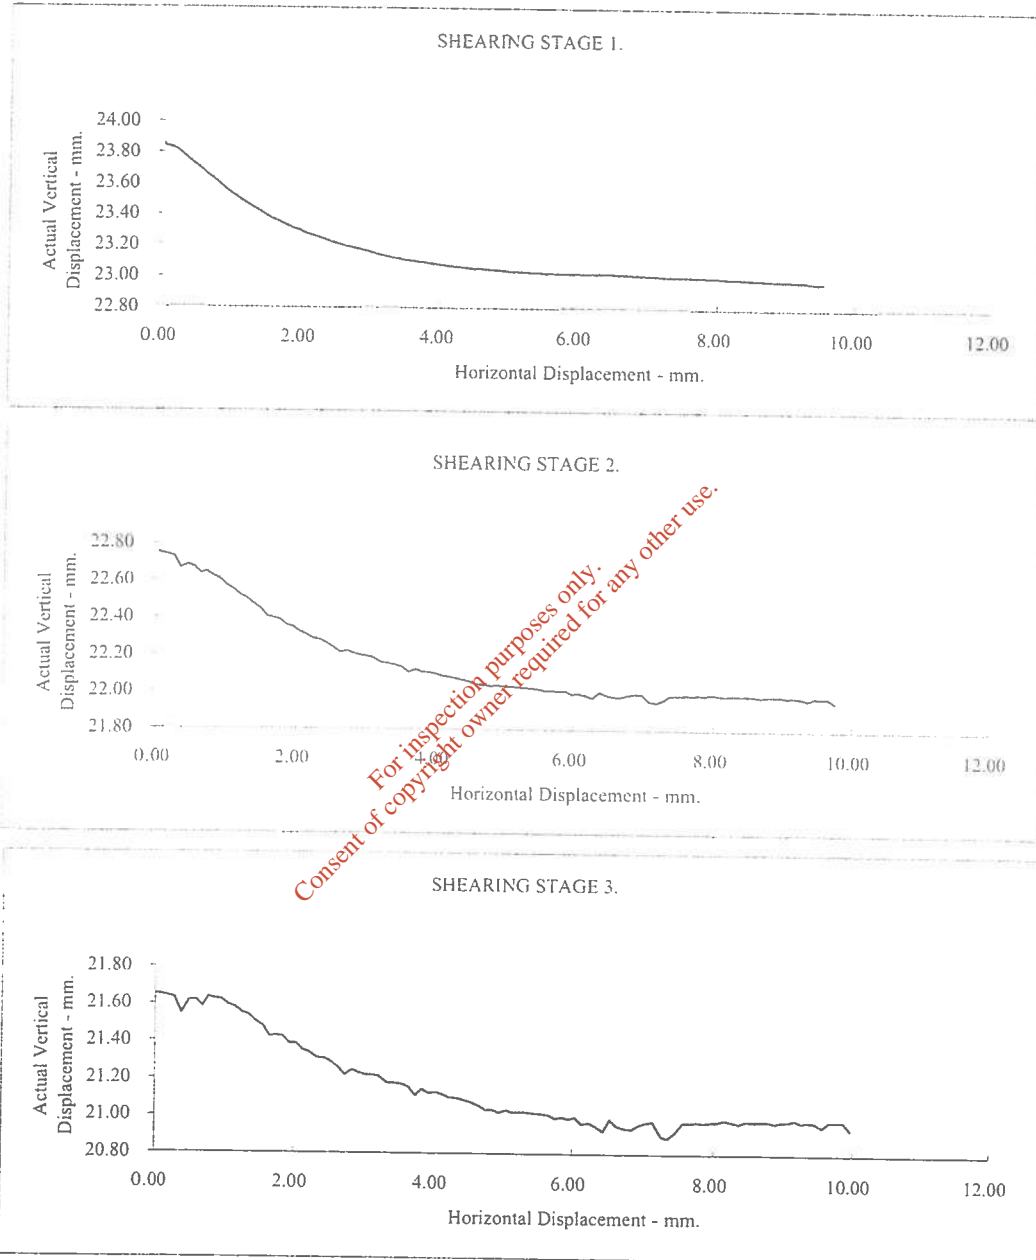 SHEARING STAGE 1.
Actual Vertical
Displacement - mm.
24.00
23.80
23.60
23.40
23.20
23.00
22.80
0.00 2.00 4.00 6.00 8.00 10.00 12.00
Horizontal Displacement - mm.
SHEARING STAGE 2.
Actual Vertical
Displacement - mm.
22.80
22.60
22.40
22.20
22.00
21.80
0.00 2.00 4.00 6.00 8.00 10.00 12.00
Horizontal Displacement - mm.
For inspection purposes only.
Consent of copyright owner required for any other use.
SHEARING STAGE 3.
Actual Vertical
Displacement - mm.
21.80
21.60
21.40
21.20
21.00
20.80
0.00 2.00 4.00 6.00 8.00 10.00 12.00
Horizontal Displacement - mm.